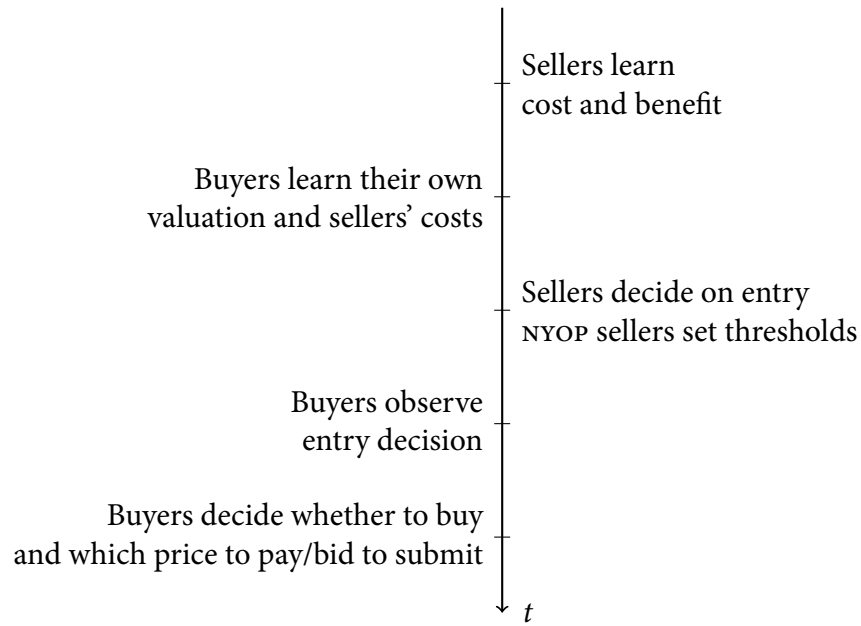 Sellers learn
cost and benefit
Buyers learn their own
valuation and sellers' costs
Sellers decide on entry
NYOP sellers set thresholds
Buyers observe
entry decision
Buyers decide whether to buy
and which price to pay/bid to submit
t